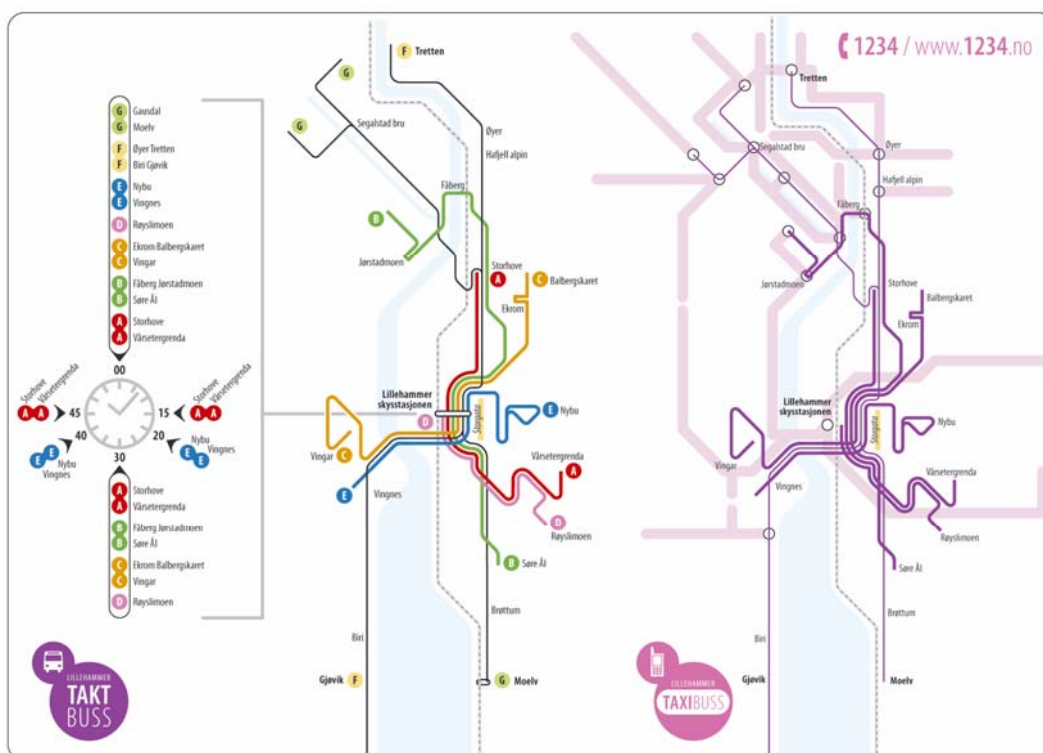 1234 / www.1234.no
G Gausdal
G Moelv
F Øyer Tretten
F Biri Gjøvik
E Nybu
E Vingnes
D Røyslimoen
C Ekrom Balbergskaret
C Vingar
B Fåberg Jørstadmoen
B Søre Ål
A Storhove
A Vårsetergrenda
00
Storhove
Vårsetergrenda
A A
45
15
A A
Storhove
Vårsetergrenda
40
20
E E
Nybu
Vingnes
E E
Nybu
Vingnes
30
A Storhove
A Vårsetergrenda
B Fåberg Jørstadmoen
B Søre Ål
C Ekrom Balbergskaret
C Vingar
D Røyslimoen
LILLEHAMMER
TAKT
BUSS
F Tretten
G
G
Segalstad bru
Øyer
Hafjell alpin
Fåberg
B
Jørstadmoen
Storhove
A
C Balbergskaret
Ekrom
Lillehammer
skysstasjonen
D
Storgata
E Nybu
Vingar C
E Vingnes
Vårsetergrenda
A
D
Røyslimoen
B Søre Ål
Brøttum
Biri
Gjøvik F
G Moelv
Tretten
Segalstad bru
Øyer
Hafjell alpin
Fåberg
Jørstadmoen
Storhove
Balbergskaret
Ekrom
Lillehammer
skysstasjonen
Storgata
Nybu
Vingar
Vingnes
Vårsetergrenda
Røyslimoen
Søre Ål
Brøttum
Biri
Gjøvik
Moelv
LILLEHAMMER
TAXIBUSS